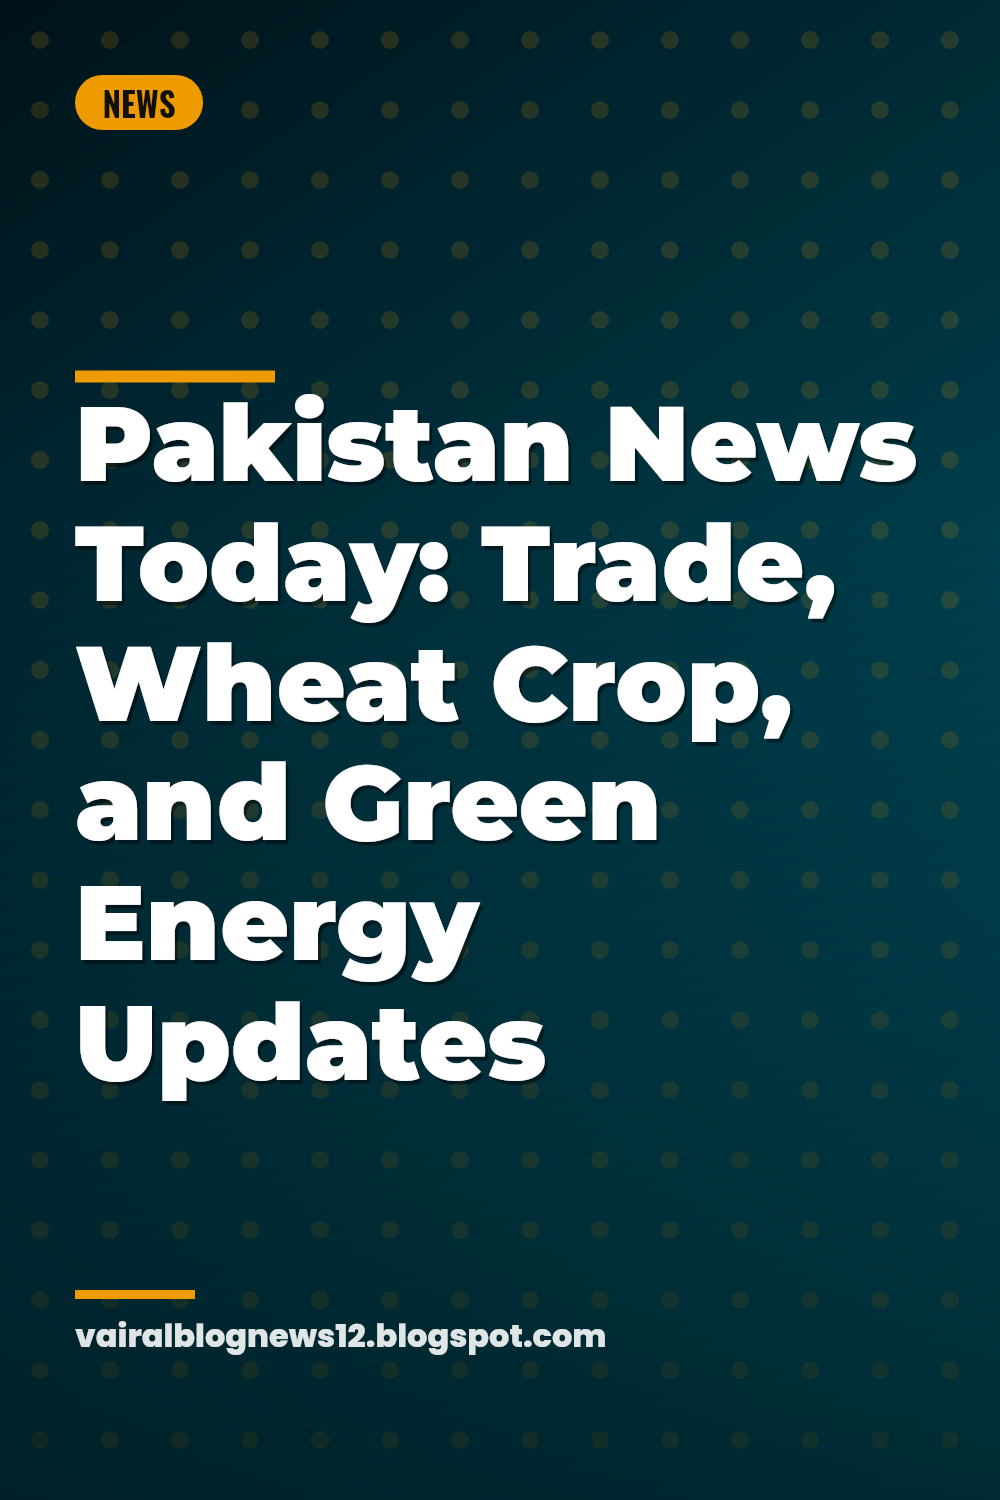 NEWS
Pakistan News
Today: Trade,
Wheat Crop,
and Green
Energy
Updates
vairalblognews12.blogspot.com